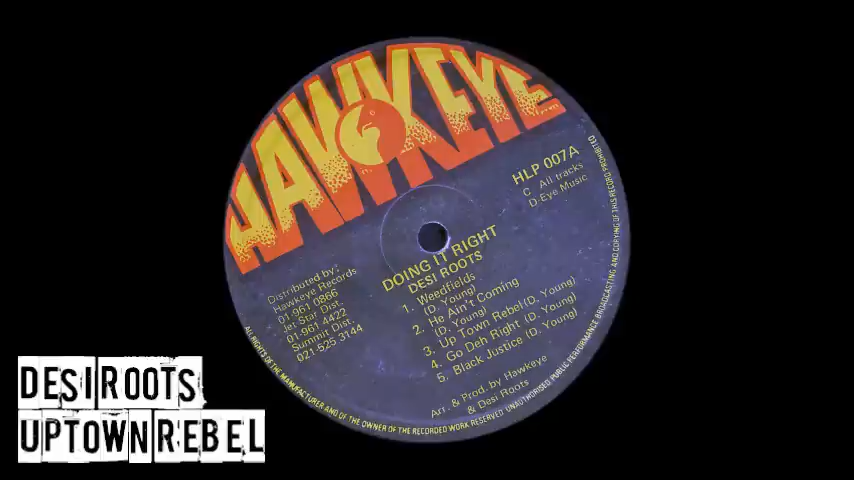 HAWKEYE
HLP 007A
C All tracks
D-Eye Music
DOING IT RIGHT
DESI ROOTS
Distributed by;
Hawkeye Records
01-961 0866
Jet Star Dist.
01-961 4422
Summit Dist.
021-525 3144
1. Weedfields
(D. Young)
2. He Ain't Coming
(D. Young)
3. Up Town Rebel (D. Young)
4. Go Deh Right (D. Young)
5. Black Justice (D. Young)
Arr. & Prod. by Hawkeye
& Desi Roots
ALL RIGHTS OF THE MANUFACTURER AND OF THE OWNER OF THE RECORDED WORK RESERVED UNAUTHORISED PUBLIC PERFORMANCE BROADCASTING AND COPYING OF THIS RECORD PROHIBITED
DESI ROOTS
UPTOWN REBEL